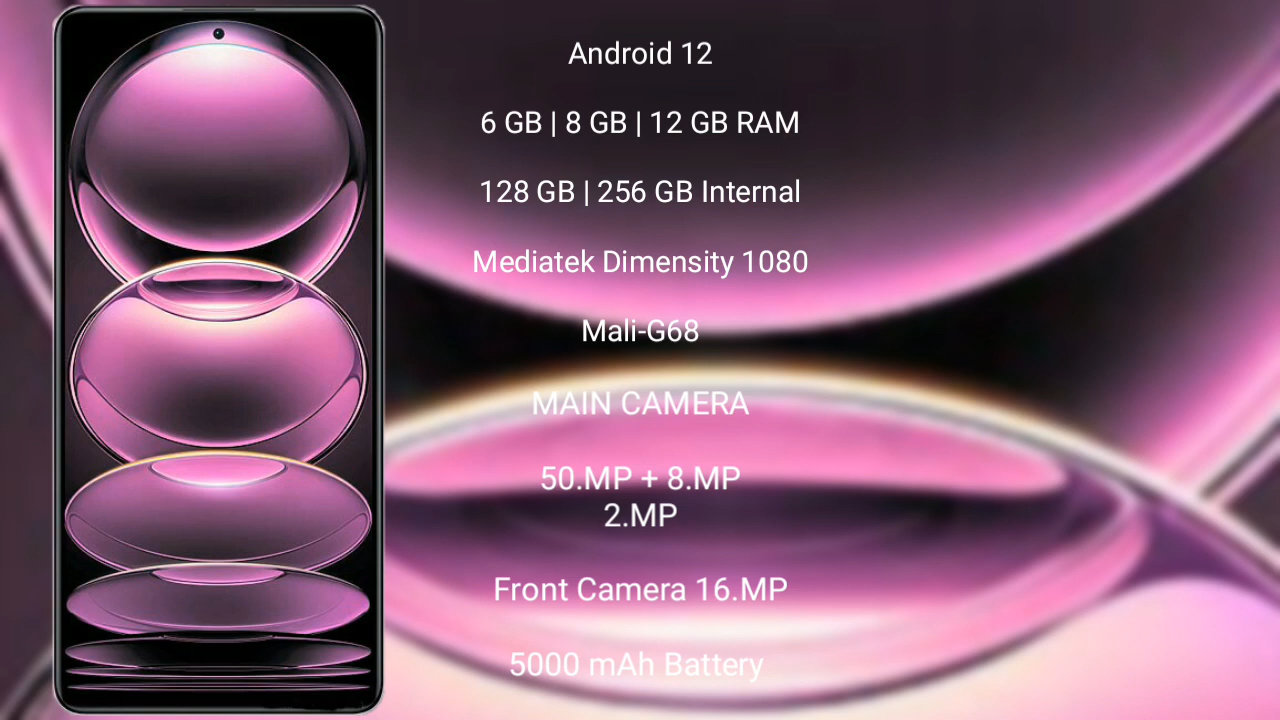 Android 12
6 GB | 8 GB | 12 GB RAM
128 GB | 256 GB Internal
Mediatek Dimensity 1080
Mali-G68
MAIN CAMERA
50.MP + 8.MP
2.MP
Front Camera 16.MP
5000 mAh Battery